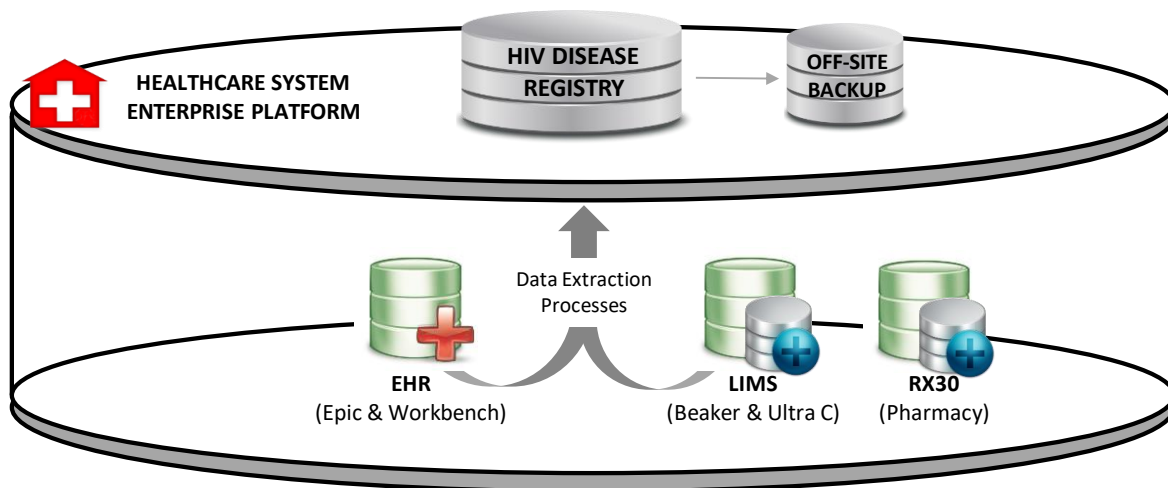 HEALTHCARE SYSTEM
ENTERPRISE PLATFORM
HIV DISEASE
REGISTRY
OFF-SITE
BACKUP
Data Extraction
Processes
EHR
(Epic & Workbench)
LIMS
(Beaker & Ultra C)
RX30
(Pharmacy)